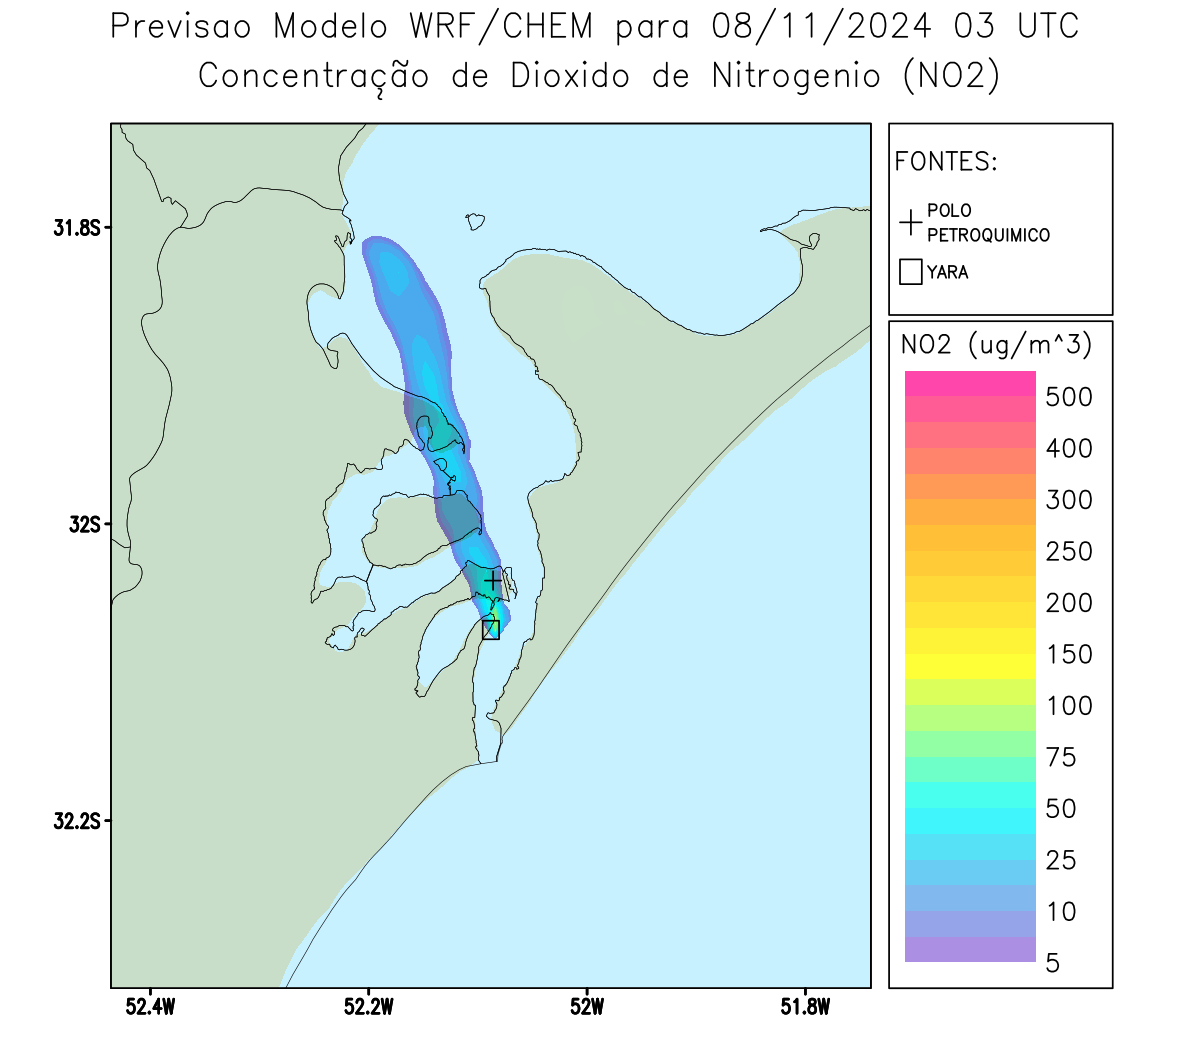 Previsao Modelo WRF/CHEM para 08/11/2024 03 UTC
Concentração de Dioxido de Nitrogenio (NO2)
FONTES:
POLO
PETROQUIMICO
YARA
31.8S
32S
32.2S
52.4W
52.2W
52W
51.8W
NO2 (ug/m^3)
500
400
300
250
200
150
100
75
50
25
10
5